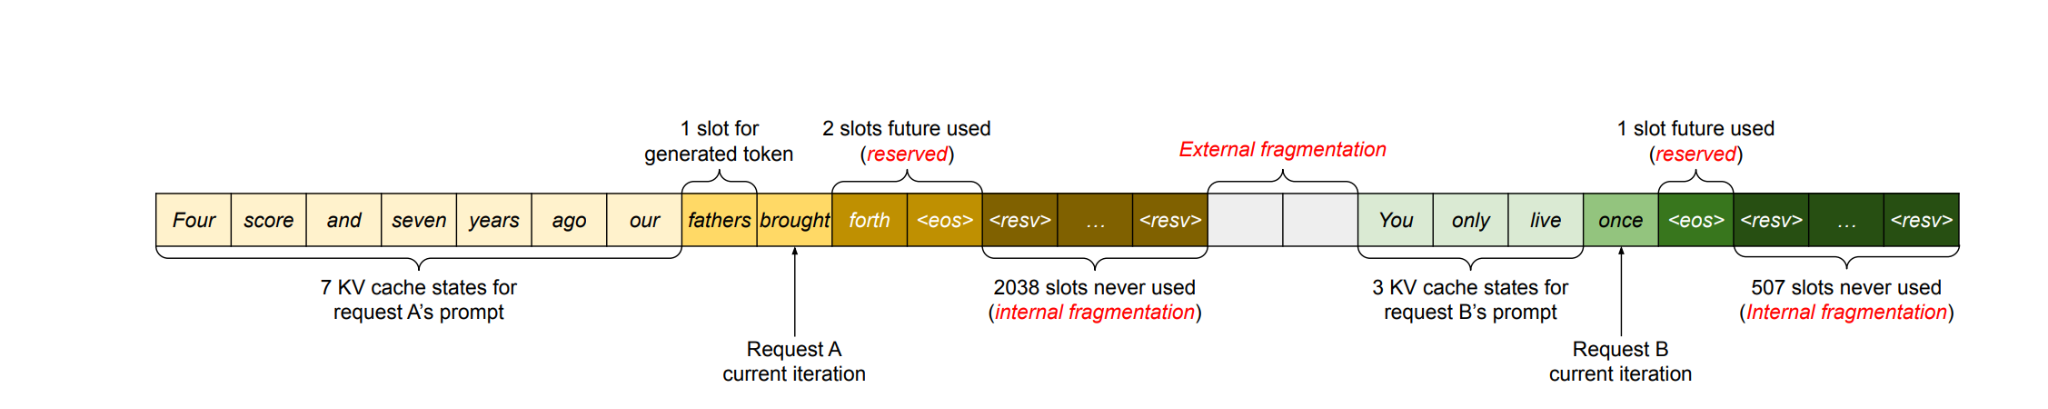 1 slot for
generated token
2 slots future used
(reserved)
External fragmentation
1 slot future used
(reserved)
Four score and seven years ago our fathers brought forth <eos> <resv> ... <resv> You only live once <eos> <resv> ... <resv>
7 KV cache states for
request A's prompt
2038 slots never used
(internal fragmentation)
3 KV cache states for
request B's prompt
507 slots never used
(Internal fragmentation)
Request A
current iteration
Request B
current iteration